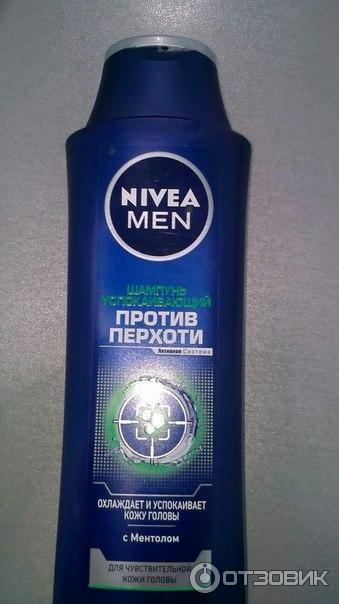 NIVEA
MEN
ШАМПУНЬ
УСПОКАИВАЮЩИЙ
ПРОТИВ
ПЕРХОТИ
Активная Система
ОХЛАЖДАЕТ И УСПОКАИВАЕТ
КОЖУ ГОЛОВЫ
с Ментолом
ДЛЯ ЧУВСТВИТЕЛЬНОЙ
КОЖИ ГОЛОВЫ
ОТЗОВИК